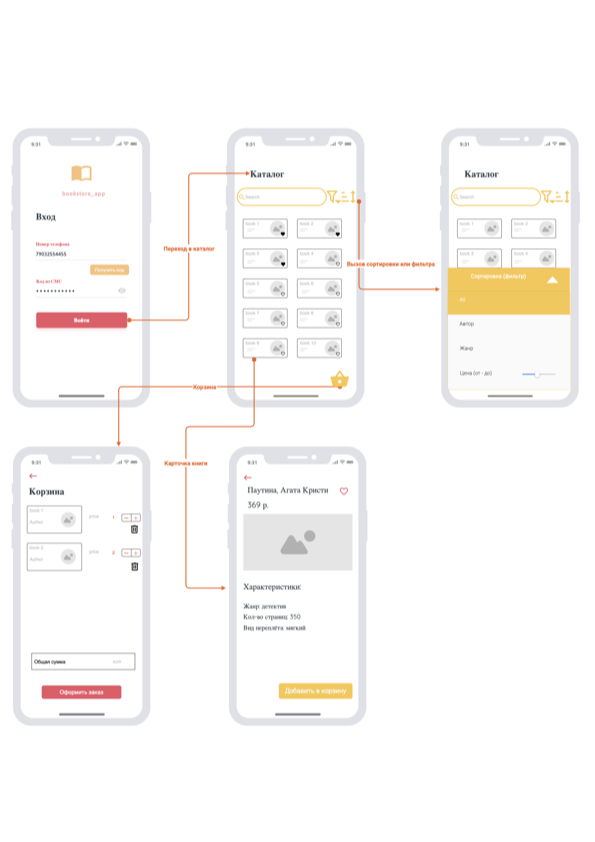 9:31
bookstore_app
Вход
Номер телефона
79032554455
Получить код
Код из СМС
Войти
Переход в каталог
9:31
Каталог
Search
book 1
book 2
book 3
book 4
book 5
book 6
book 7
book 8
book 9
book 10
Вызов сортировки или фильтра
9:31
Каталог
Search
book 1
book 2
book 3
book 4
Сортировка (фильтр)
All
Автор
Жанр
Цена (от - до)
Корзина
Карточка книги
9:31
Корзина
book 1
Author
price
1
book 2
Author
price
Общая сумма
sum
Оформить заказ
9:31
Паутина, Агата Кристи
369 р.
Характеристики:
Жанр: детектив
Кол-во страниц: 350
Вид переплёта: мягкий
Добавить в корзину